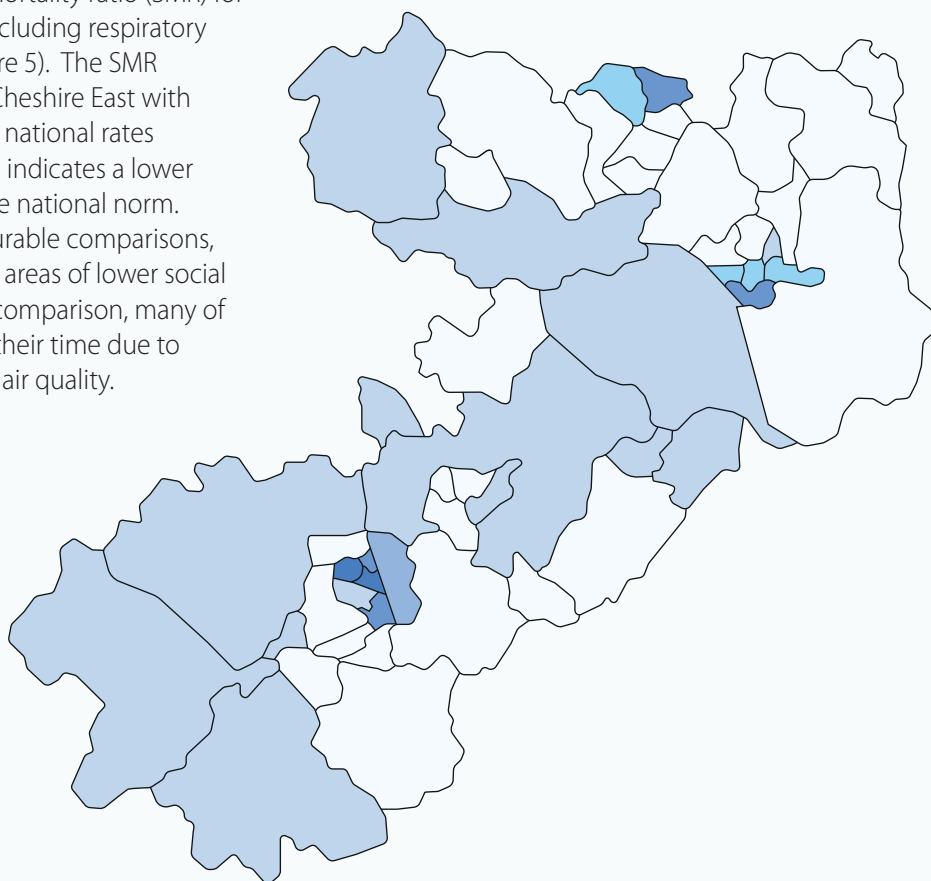 mortality ratio (SMR) for
cluding respiratory
re 5). The SMR
Cheshire East with
national rates
indicates a lower
e national norm.
urable comparisons,
areas of lower social
comparison, many of
their time due to
air quality.